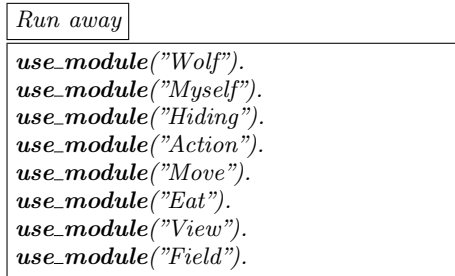 Run away
use_module("Wolf").
use_module("Myself").
use_module("Hiding").
use_module("Action").
use_module("Move").
use_module("Eat").
use_module("View").
use_module("Field").